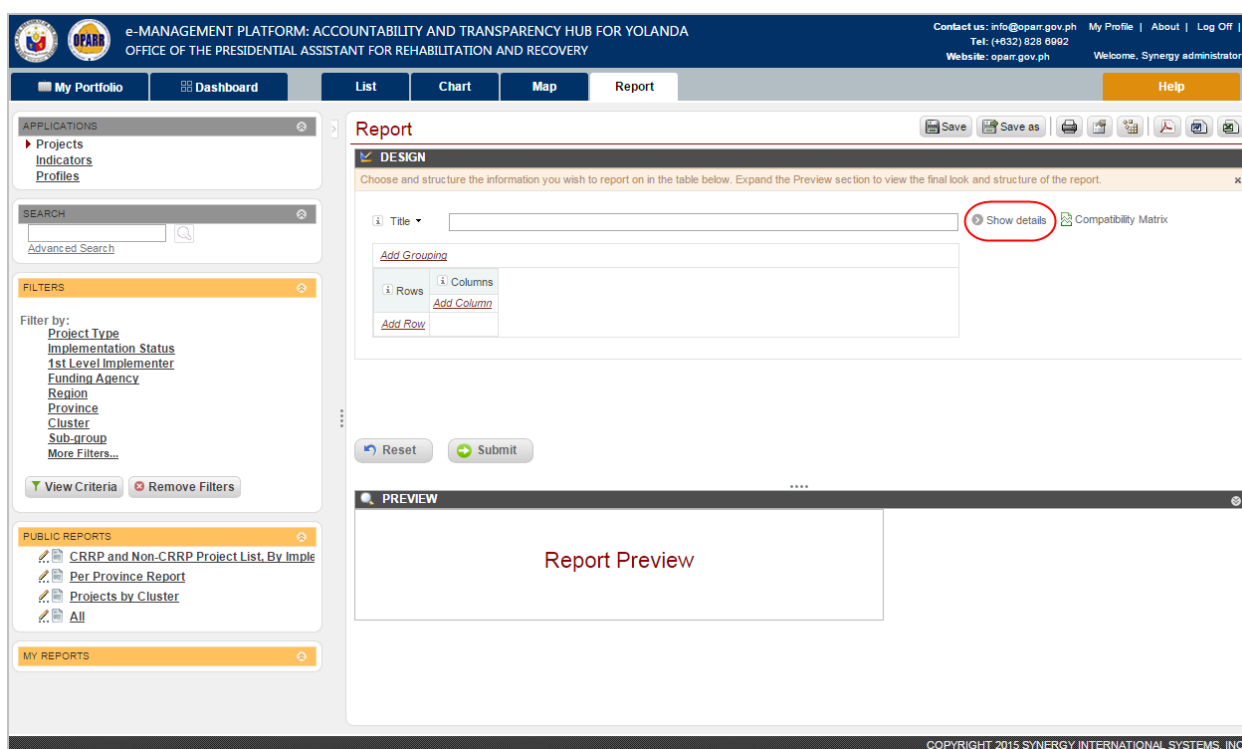 OPARR
e-MANAGEMENT PLATFORM: ACCOUNTABILITY AND TRANSPARENCY HUB FOR YOLANDA
OFFICE OF THE PRESIDENTIAL ASSISTANT FOR REHABILITATION AND RECOVERY
Contact us: info@oparr.gov.ph My Profile | About | Log Off |
Tel: (+632) 828 6992
Website: oparr.gov.ph Welcome, Synergy administrator
My Portfolio Dashboard List Chart Map Report Help
APPLICATIONS
Projects
Indicators
Profiles
SEARCH
Advanced Search
FILTERS
Filter by:
Project Type
Implementation Status
1st Level Implementer
Funding Agency
Region
Province
Cluster
Sub-group
More Filters...
View Criteria Remove Filters
PUBLIC REPORTS
CRRP and Non-CRRP Project List, By Imple
Per Province Report
Projects by Cluster
All
MY REPORTS
Report Save Save as
DESIGN
Choose and structure the information you wish to report on in the table below. Expand the Preview section to view the final look and structure of the report.
Title Show details Compatibility Matrix
Add Grouping
Rows Columns
Add Column
Add Row
Reset Submit
PREVIEW
Report Preview
COPYRIGHT 2015 SYNERGY INTERNATIONAL SYSTEMS, INC